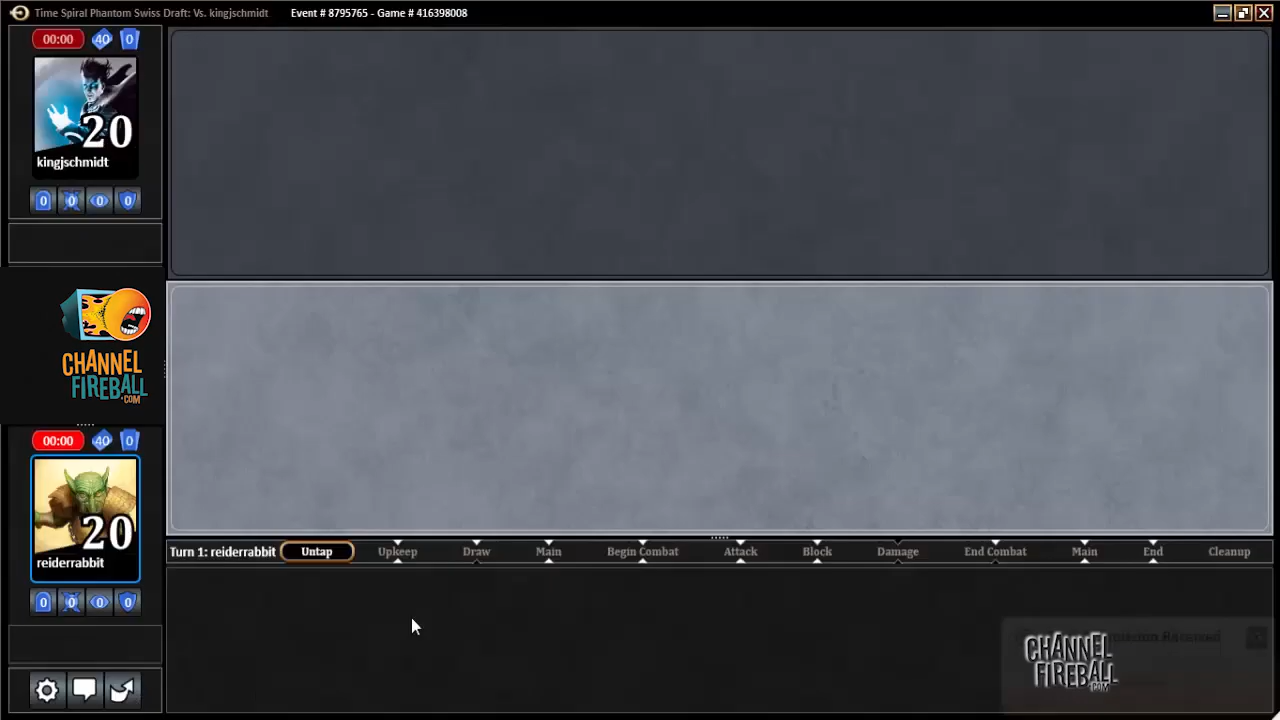 Time Spiral Phantom Swiss Draft: Vs. kingjschmidt Event # 8795765 - Game # 416398008
00:00 40 0
20
kingjschmidt
0 0 0 0
CHANNEL
FIREBALL
.COM
00:00 40 0
20
reiderrabbit
0 0 0 0
Turn 1: reiderrabbit Untap Upkeep Draw Main Begin Combat Attack Block Damage End Combat Main End Cleanup
CHANNEL
FIREBALL
.COM